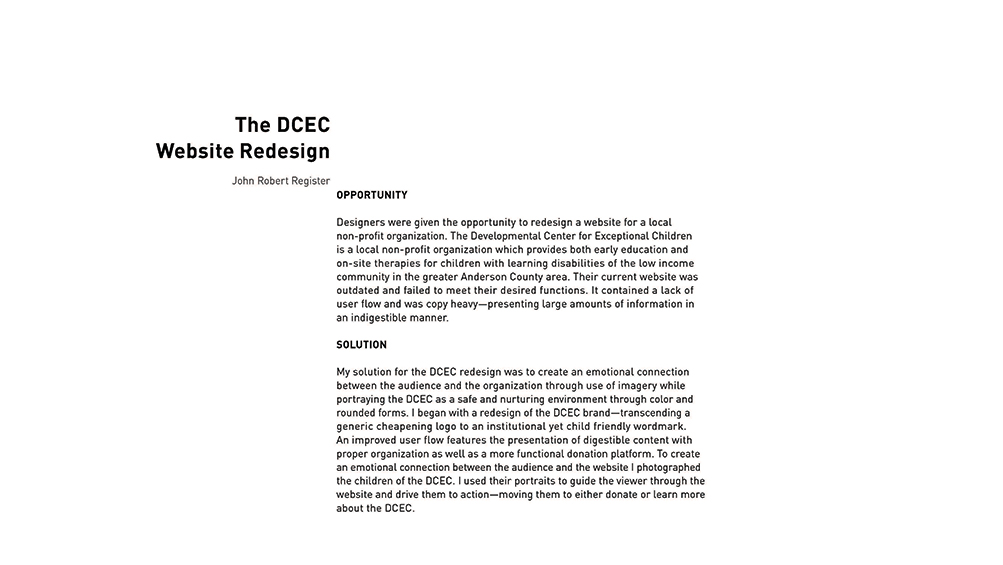 The DCEC
Website Redesign
John Robert Register
OPPORTUNITY
Designers were given the opportunity to redesign a website for a local
non-profit organization. The Developmental Center for Exceptional Children
is a local non-profit organization which provides both early education and
on-site therapies for children with learning disabilities of the low income
community in the greater Anderson County area. Their current website was
outdated and failed to meet their desired functions. It contained a lack of
user flow and was copy heavy—presenting large amounts of information in
an indigestible manner.
SOLUTION
My solution for the DCEC redesign was to create an emotional connection
between the audience and the organization through use of imagery while
portraying the DCEC as a safe and nurturing environment through color and
rounded forms. I began with a redesign of the DCEC brand—transcending a
generic cheapening logo to an institutional yet child friendly wordmark.
An improved user flow features the presentation of digestible content with
proper organization as well as a more functional donation platform. To create
an emotional connection between the audience and the website I photographed
the children of the DCEC. I used their portraits to guide the viewer through the
website and drive them to action—moving them to either donate or learn more
about the DCEC.